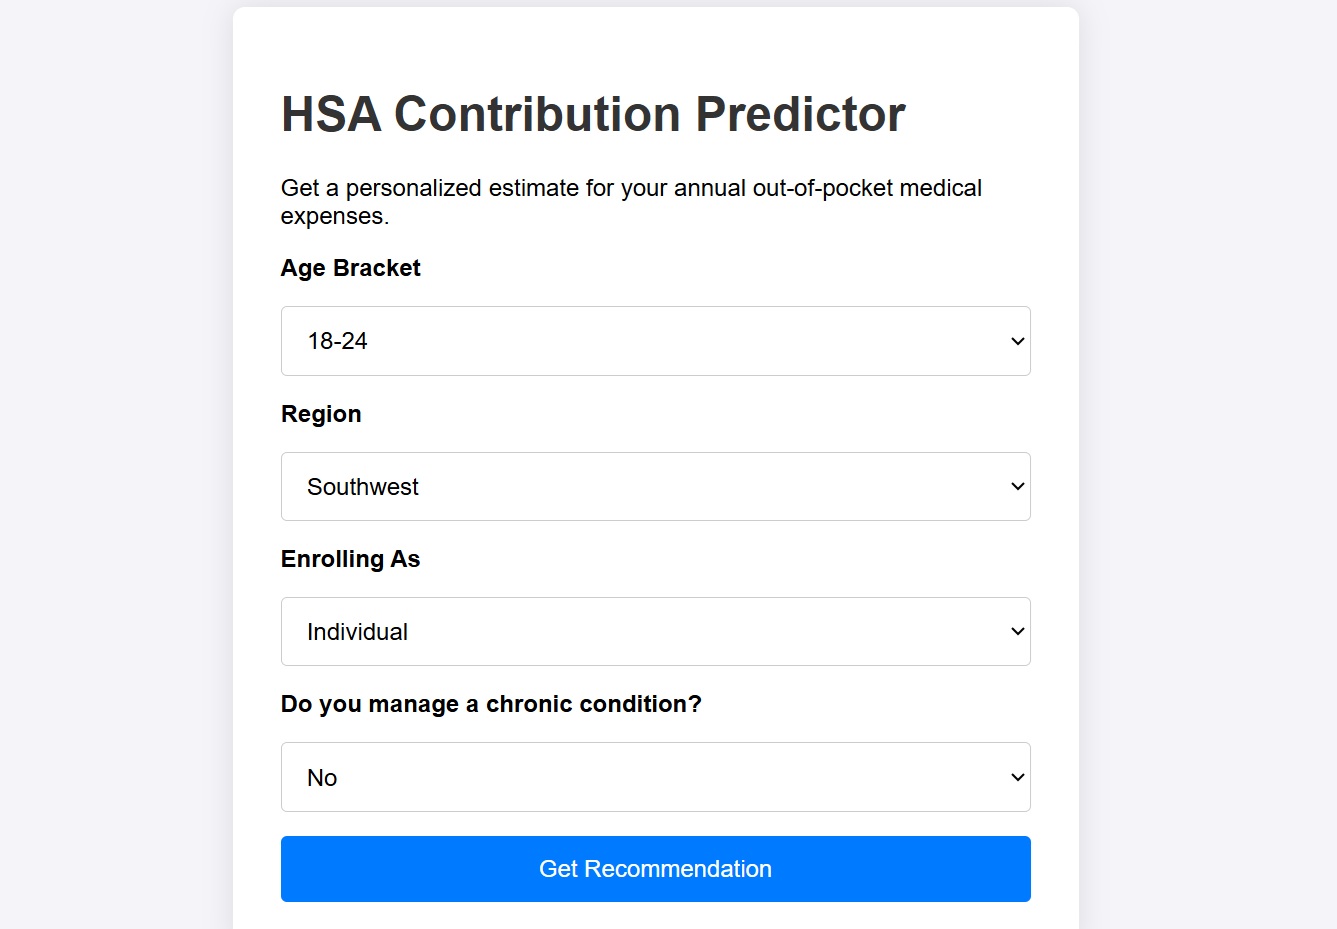 HSA Contribution Predictor
Get a personalized estimate for your annual out-of-pocket medical
expenses.
Age Bracket
18-24
Region
Southwest
Enrolling As
Individual
Do you manage a chronic condition?
No
Get Recommendation